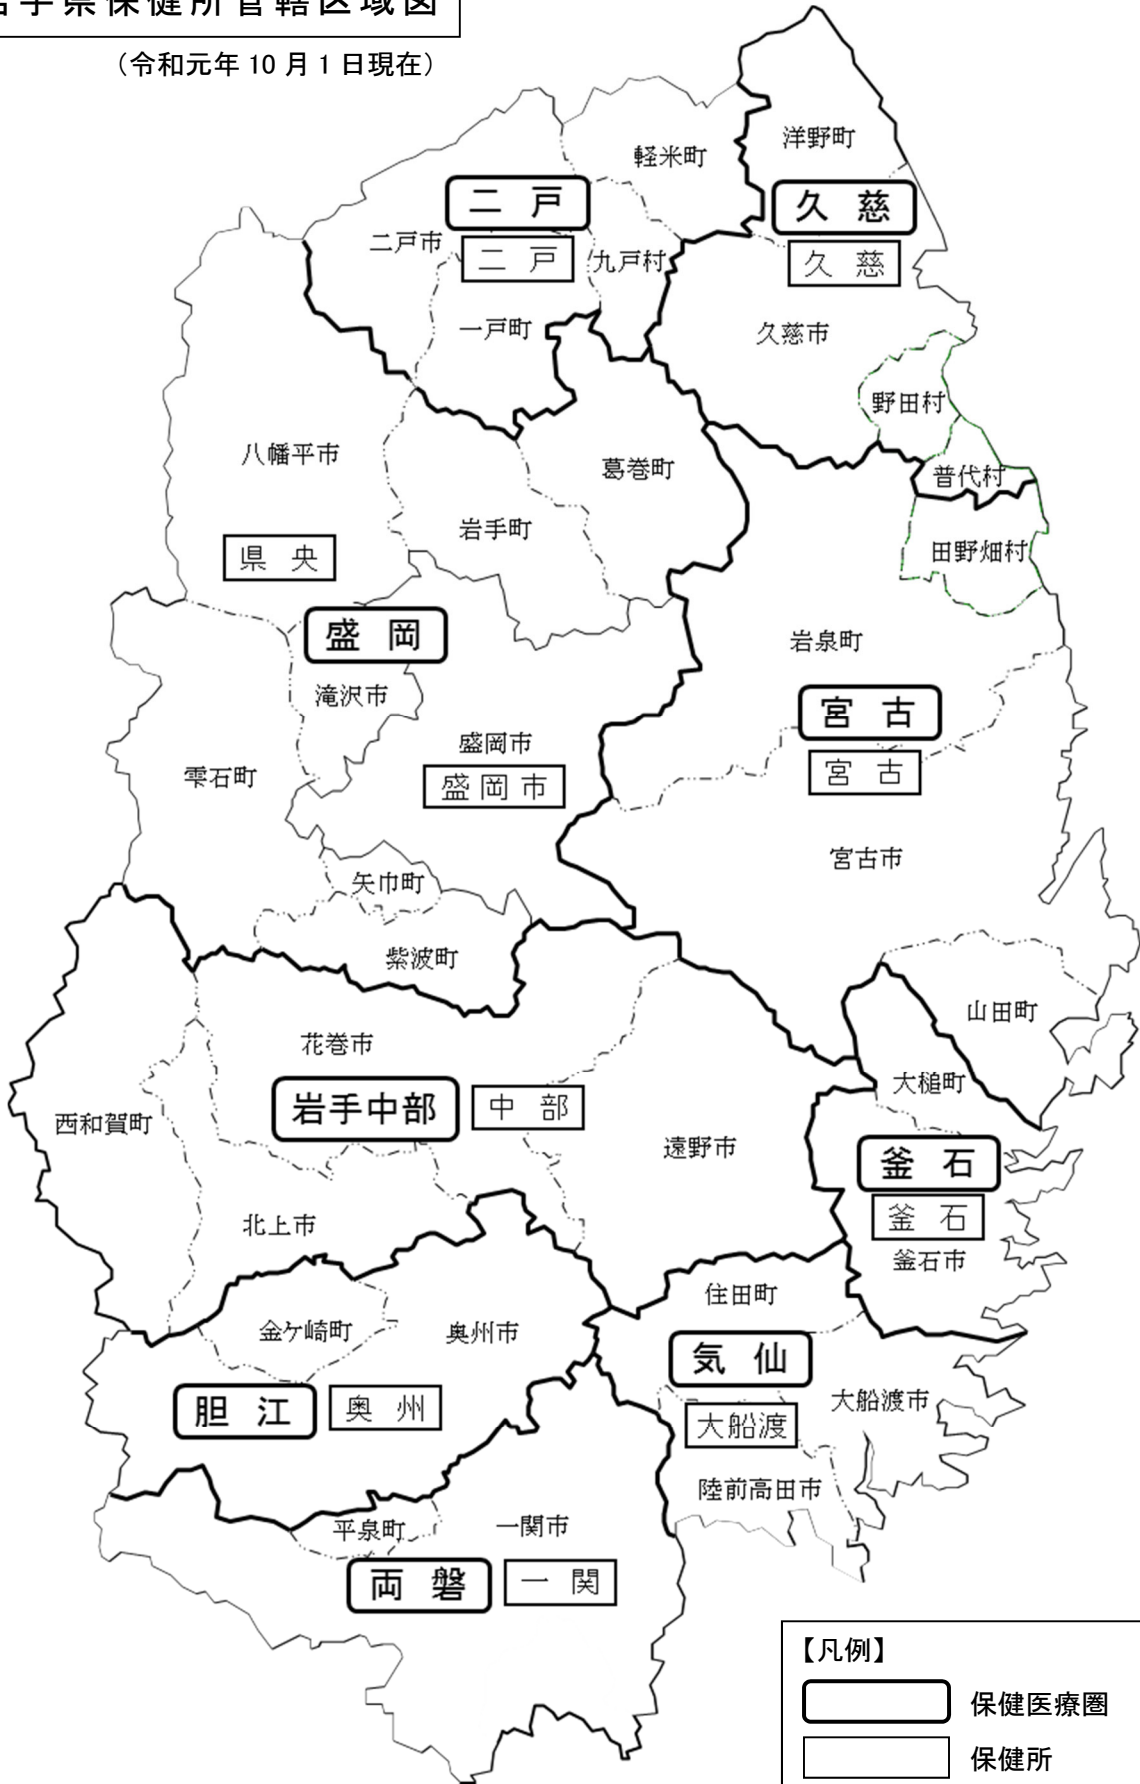 岩手県保健所管轄区域図
（令和元年 10 月 1 日現在）
洋野町
軽米町
二 戸
久 慈
二戸市
二 戸
九戸村
久 慈
一戸町
久慈市
野田村
八幡平市
葛巻町
普代村
岩手町
田野畑村
県 央
盛 岡
岩泉町
滝沢市
宮 古
盛岡市
雫石町
盛岡市
宮 古
宮古市
矢巾町
紫波町
山田町
花巻市
大槌町
岩手中部
中 部
西和賀町
遠野市
釜 石
釜 石
北上市
釜石市
住田町
金ケ崎町
奥州市
気 仙
胆 江
奥 州
大船渡市
大船渡
陸前高田市
平泉町
一関市
両 磐
一 関
【凡例】
保健医療圏
保健所